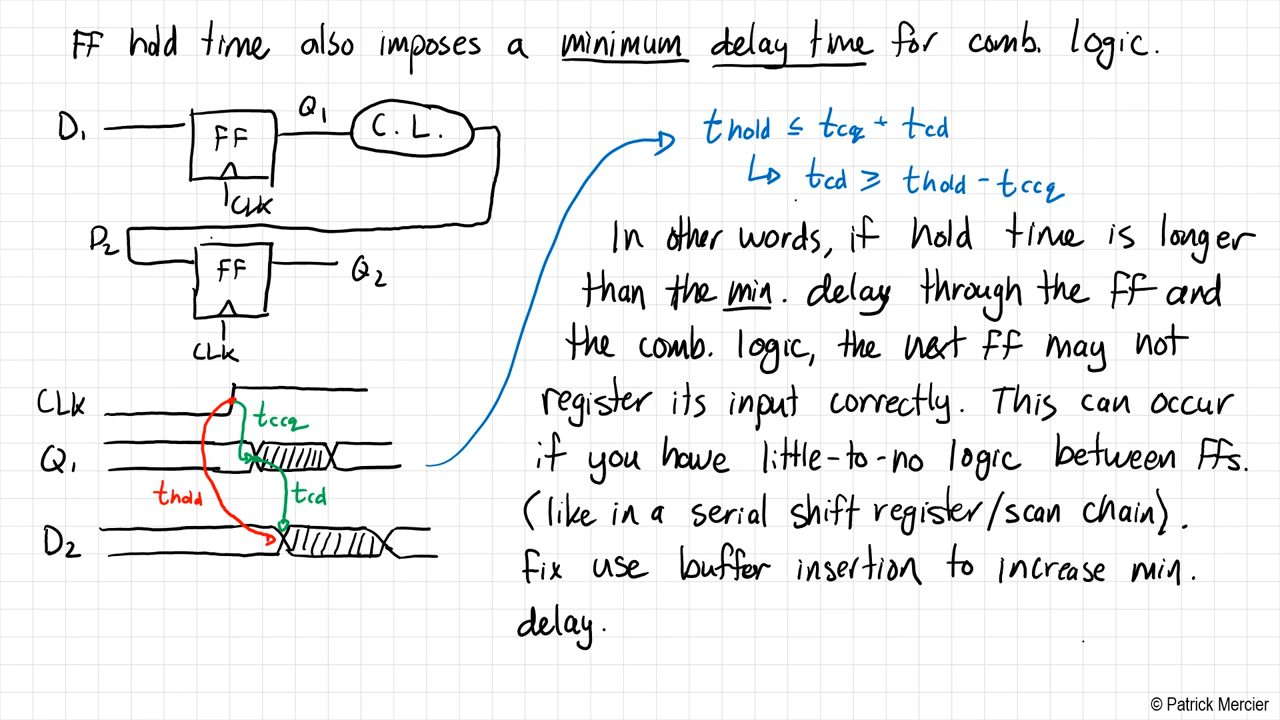 FF hold time also imposes a minimum delay time for comb. logic.
D1
FF
Q1
C.L.
CLK
D2
FF
Q2
CLK
CLK
tccq
Q1
thold
tcd
D2
thold ≤ tcq + tcd
↳ tcd ≥ thold - tccq
In other words, if hold time is longer
than the min. delay through the FF and
the comb. logic, the next FF may not
register its input correctly. This can occur
if you have little-to-no logic between FFs.
(like in a serial shift register/scan chain).
Fix use buffer insertion to increase min.
delay.
© Patrick Mercier